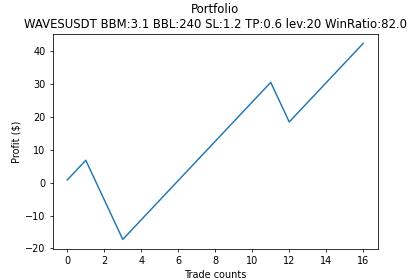 Portfolio
WAVESUSDT BBM:3.1 BBL:240 SL:1.2 TP:0.6 lev:20 WinRatio:82.0
40
30
20
10
0
−10
−20
Profit ($)
0 2 4 6 8 10 12 14 16
Trade counts